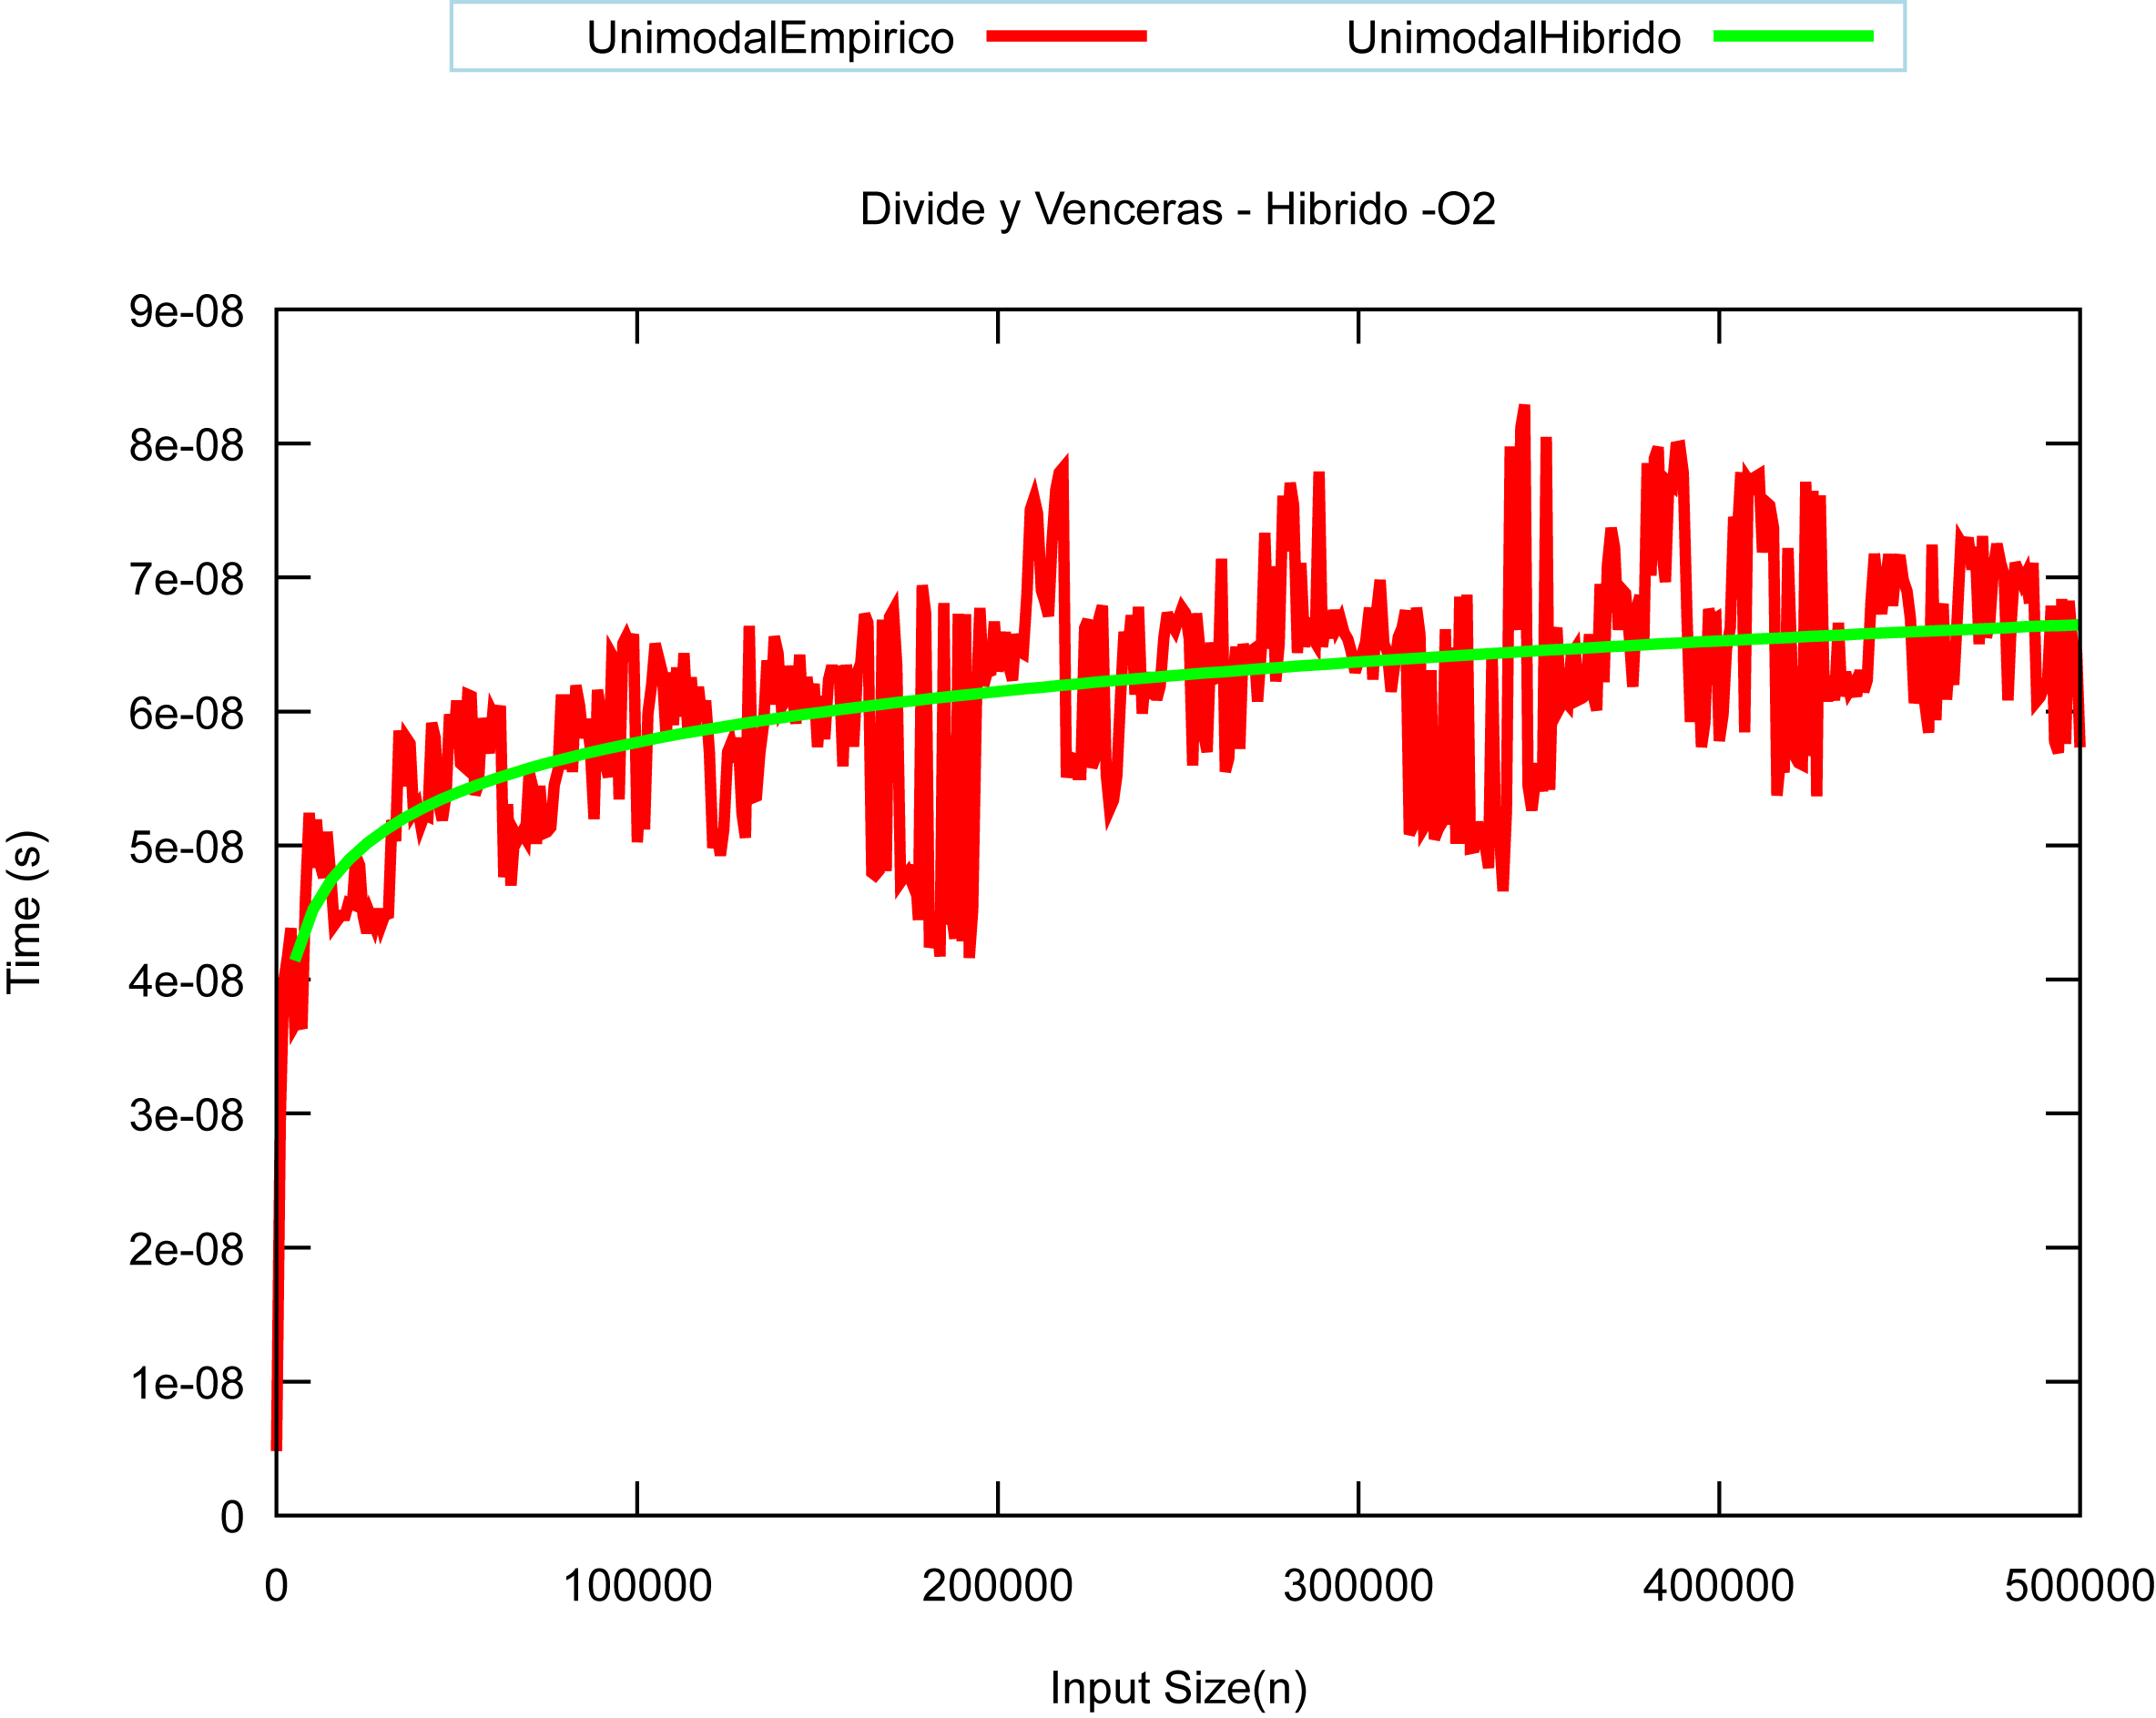 UnimodalEmpirico UnimodalHibrido
Divide y Venceras - Hibrido -O2
9e-08
8e-08
7e-08
6e-08
5e-08
4e-08
3e-08
2e-08
1e-08
0
Time (s)
0 100000 200000 300000 400000 500000
Input Size(n)